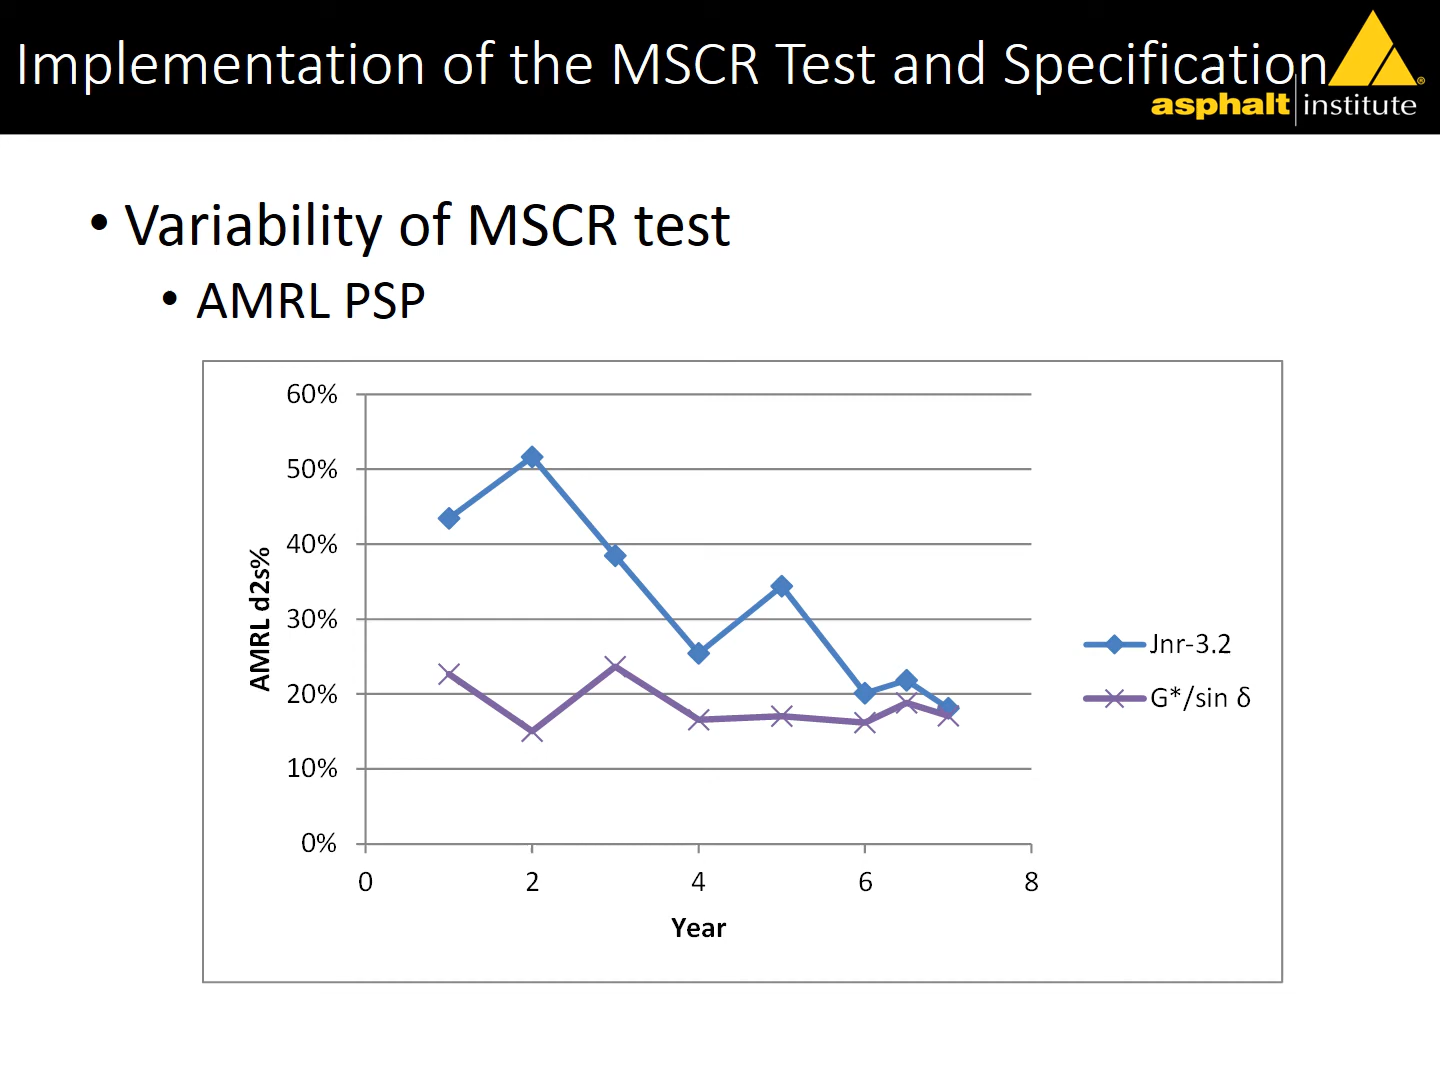 Implementation of the MSCR Test and Specification
asphalt institute®
• Variability of MSCR test
• AMRL PSP
60%
50%
40%
30%
20%
10%
0%
AMRL d2s%
0 2 4 6 8
Year
Jnr-3.2
G*/sin δ